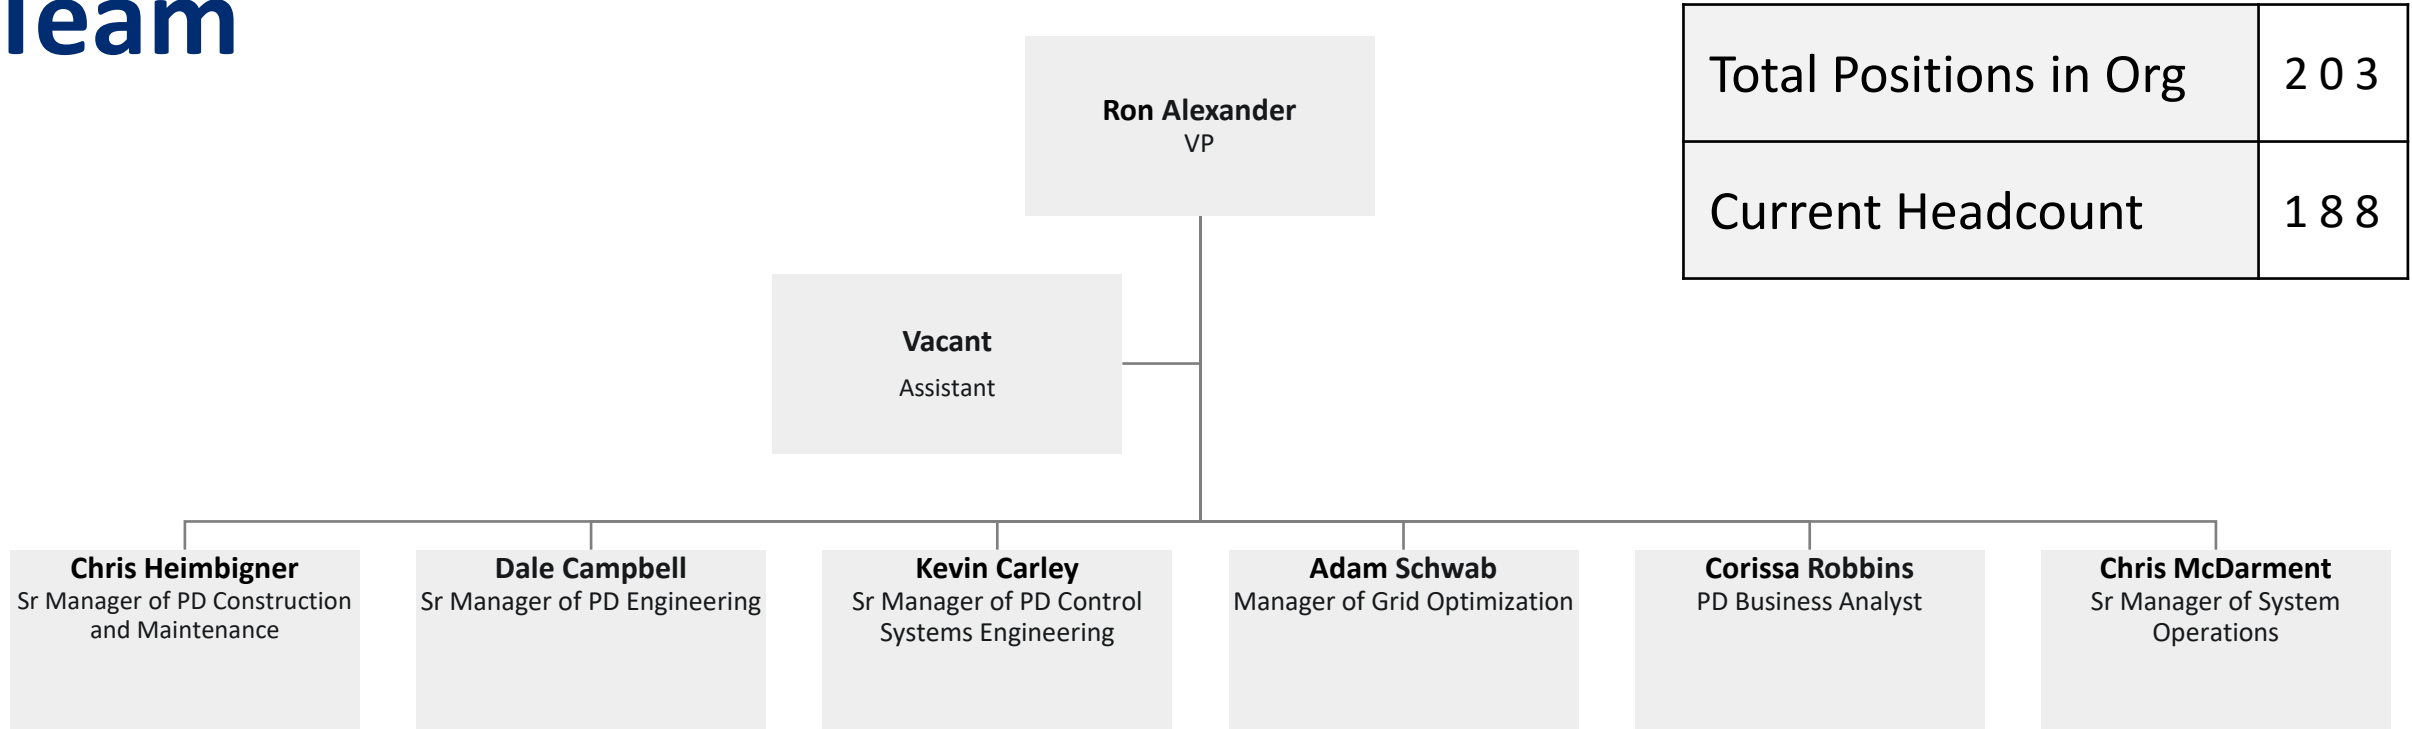 Team
Ron Alexander
VP
Total Positions in Org 203
Current Headcount 188
Vacant
Assistant
Chris Heimbigner
Sr Manager of PD Construction
and Maintenance
Dale Campbell
Sr Manager of PD Engineering
Kevin Carley
Sr Manager of PD Control
Systems Engineering
Adam Schwab
Manager of Grid Optimization
Corissa Robbins
PD Business Analyst
Chris McDarment
Sr Manager of System
Operations